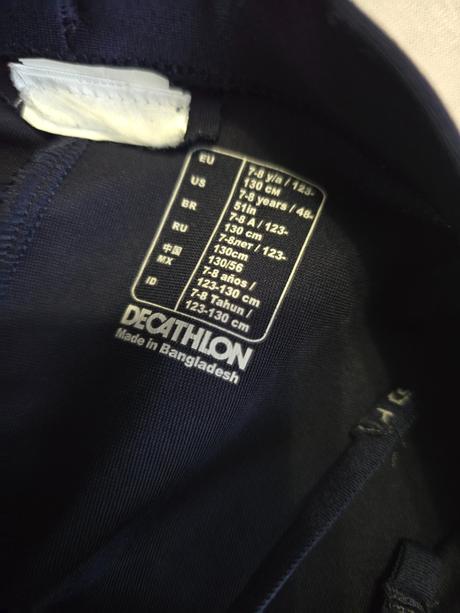 EU 7-8 y/a / 123-
130 см
US 7-8 years / 48-
51in
BR 7-8 A / 123-
130 cm
RU 7-8лет / 123-
130cm
中国 130/56
MX 7-8 años /
123-130 cm
ID 7-8 Tahun /
123-130 cm
DECATHLON
Made in Bangladesh